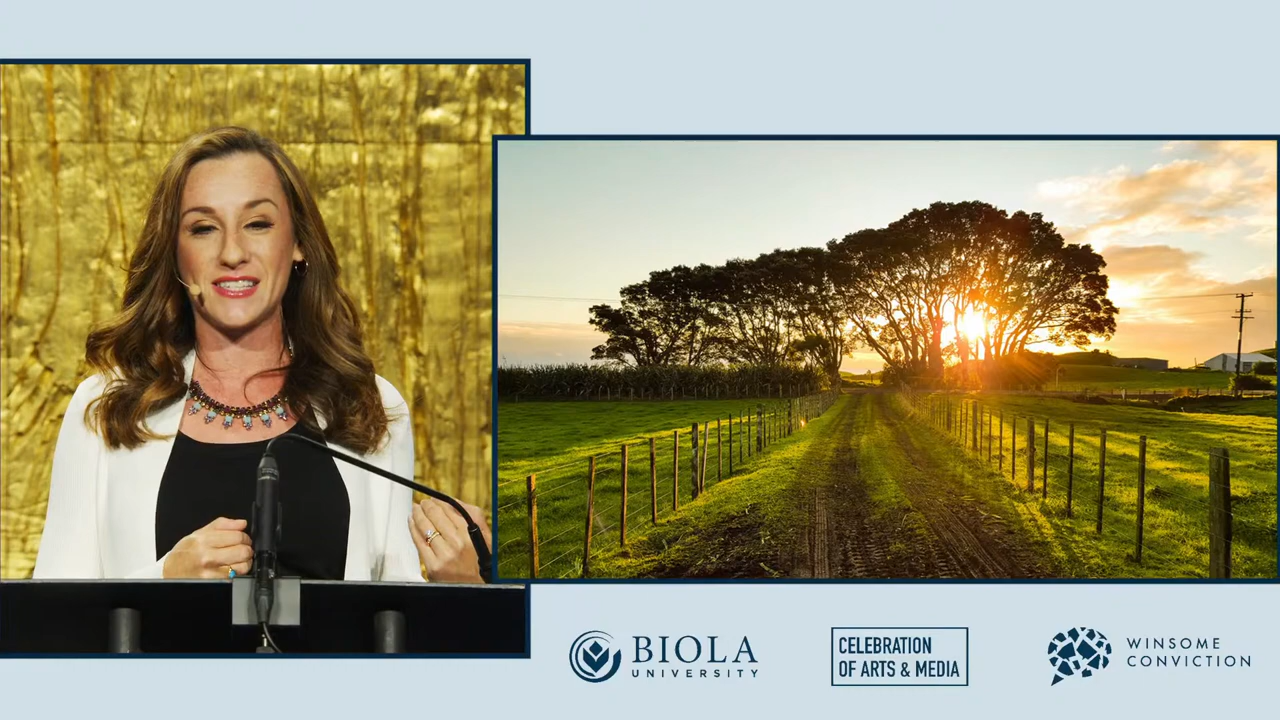 BIOLA
UNIVERSITY
CELEBRATION
OF ARTS & MEDIA
WINSOME
CONVICTION